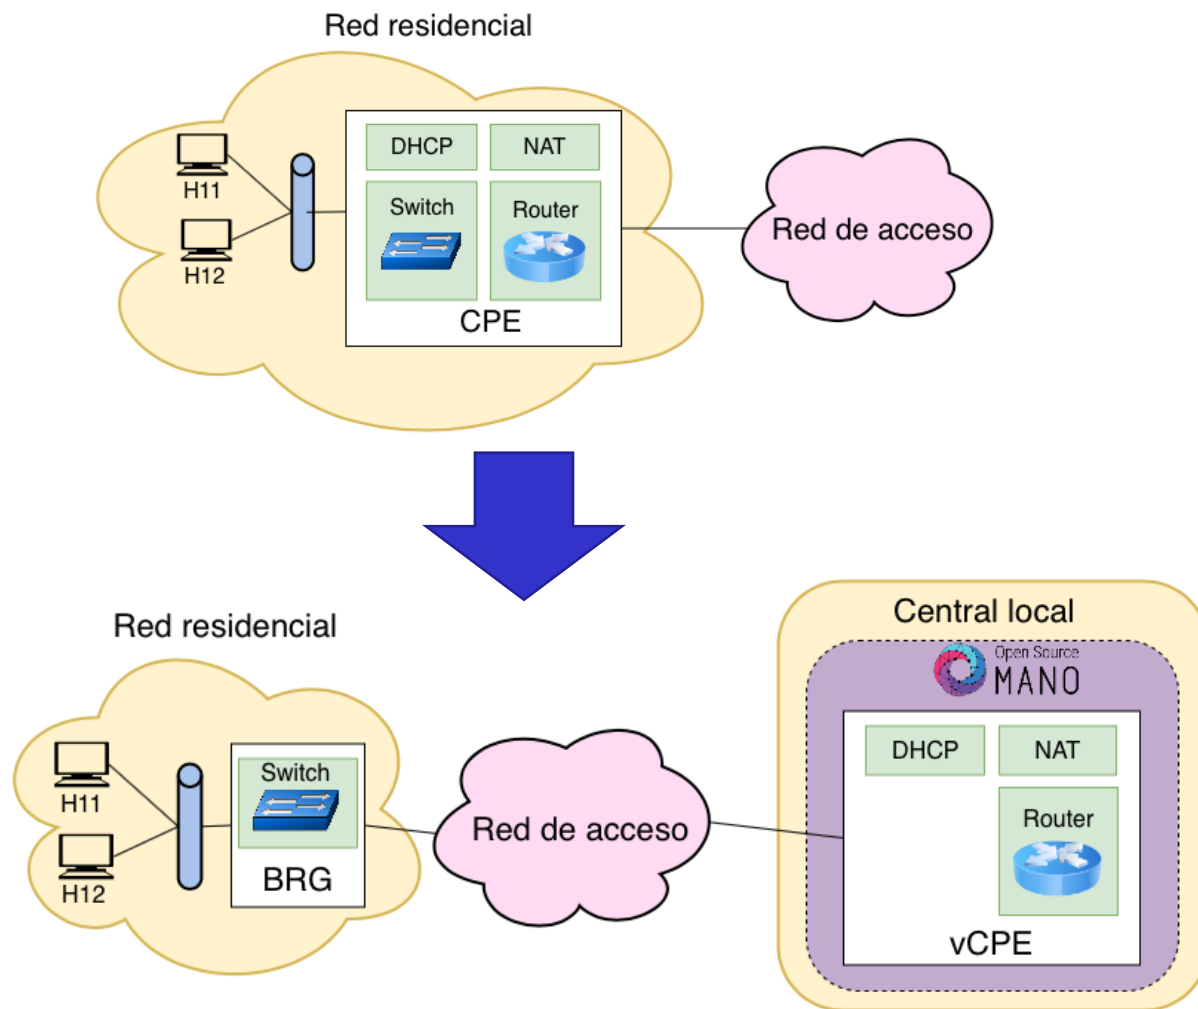 Red residencial
DHCP
NAT
H11
Switch
Router
H12
CPE
Red de acceso
Red residencial
Central local
Open Source
MANO
DHCP
NAT
H11
Switch
Router
Red de acceso
H12
BRG
vCPE